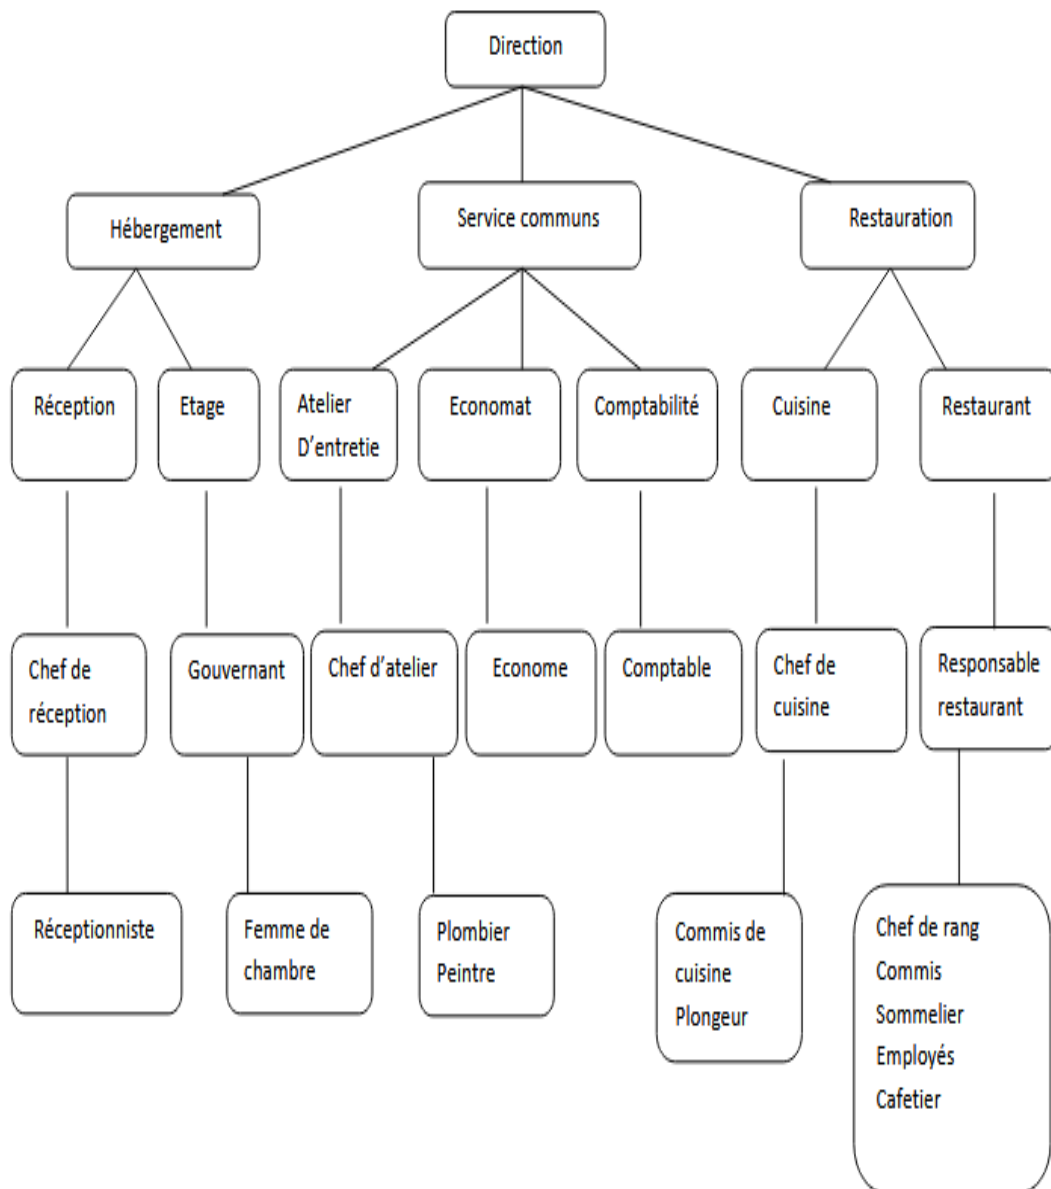 Direction
Hébergement
Service communs
Restauration
Réception
Etage
Atelier
D’entretie
Economat
Comptabilité
Cuisine
Restaurant
Chef de
réception
Gouvernant
Chef d’atelier
Econome
Comptable
Chef de
cuisine
Responsable
restaurant
Réceptionniste
Femme de
chambre
Plombier
Peintre
Commis de
cuisine
Plongeur
Chef de rang
Commis
Sommelier
Employés
Cafetier